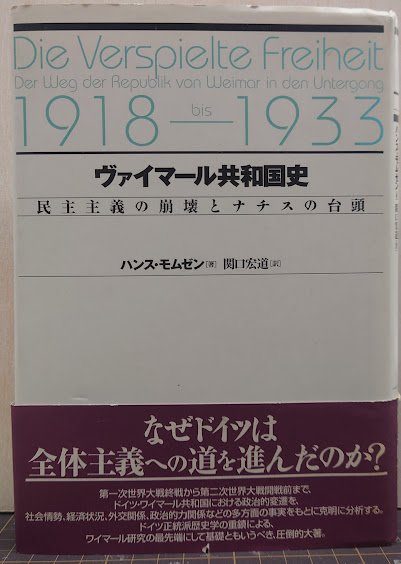 Die Verspielte Freiheit
Der Weg der Republik von Weimar in den Untergang
1918 bis 1933
ヴァイマール共和国史
民主主義の崩壊とナチスの台頭
ハンス・モムゼン[著] 関口宏道[訳]
なぜドイツは
全体主義への道を進んだのか?
第一次世界大戦終戦から第二次世界大戦開戦前まで、
ドイツ・ワイマール共和国における政治的変遷を、
社会情勢、経済状況、外交関係、政治的力関係などの多方面の事実をもとに克明に分析する。
ドイツ正統派歴史学の重鎮による、
ワイマール研究の最先端にして基礎ともいうべき、圧倒的大著。